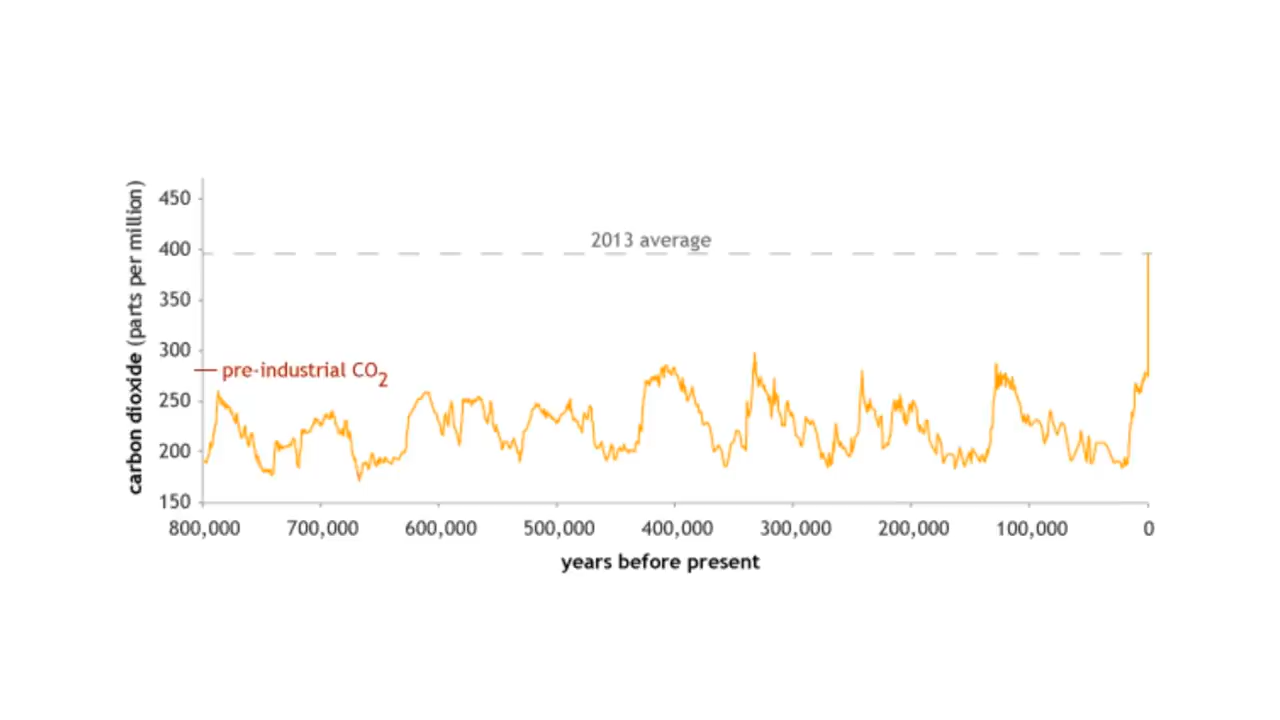 carbon dioxide (parts per million)
450
400
350
300
250
200
150
2013 average
pre-industrial CO2
800,000 700,000 600,000 500,000 400,000 300,000 200,000 100,000 0
years before present